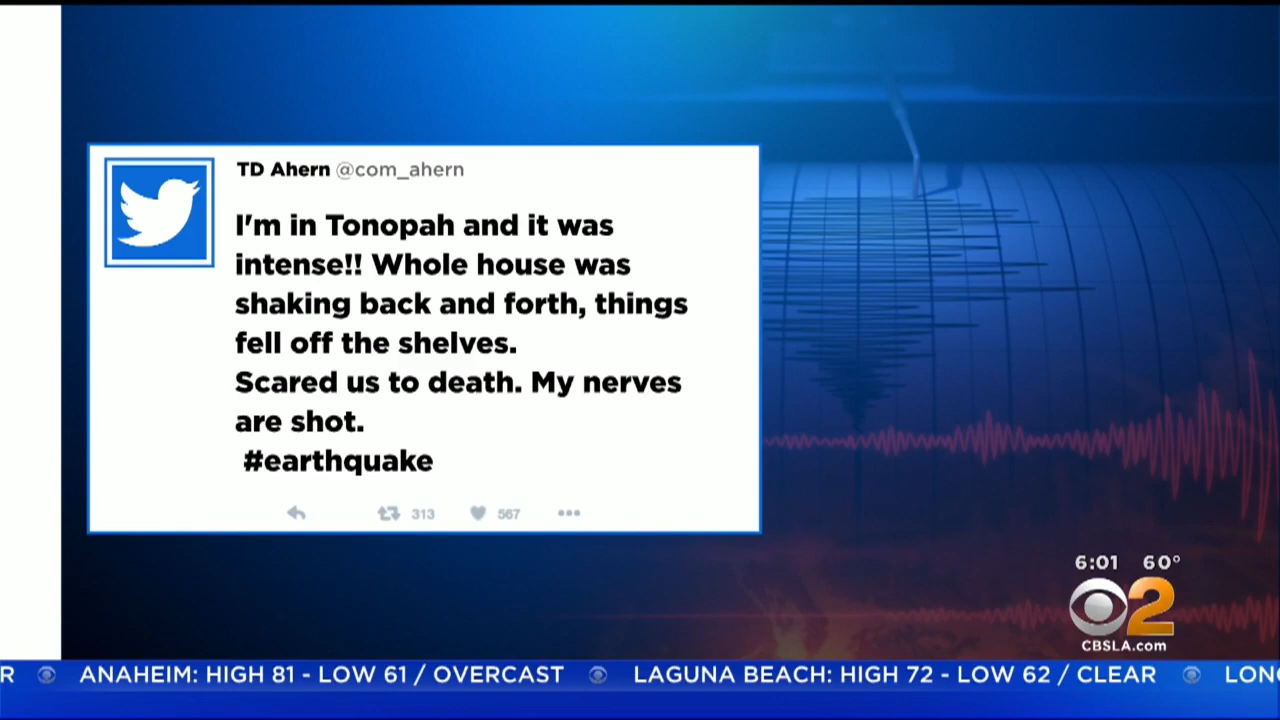 TD Ahern @com_ahern
I'm in Tonopah and it was
intense!! Whole house was
shaking back and forth, things
fell off the shelves.
Scared us to death. My nerves
are shot.
#earthquake
313 567
6:01 60°
2
CBSLA.com
R ANAHEIM: HIGH 81 - LOW 61 / OVERCAST LAGUNA BEACH: HIGH 72 - LOW 62 / CLEAR LON